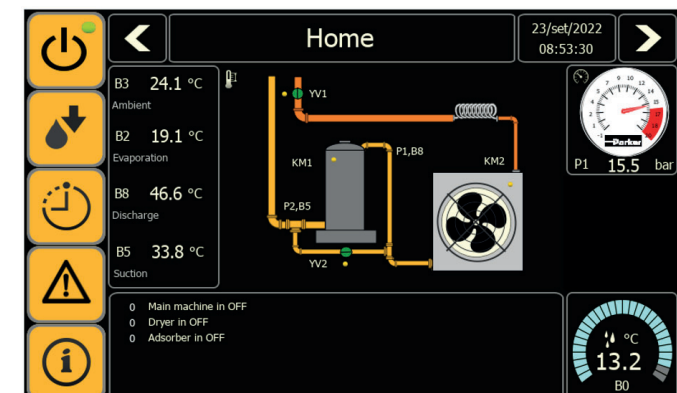 Home
23/set/2022
08:53:30
B3 24.1 °C
Ambient
B2 19.1 °C
Evaporation
B8 46.6 °C
Discharge
B5 33.8 °C
Suction
YV1
KM1
P1,B8
KM2
P2,B5
YV2
Parker
P1 15.5 bar
0 Main machine in OFF
0 Dryer in OFF
0 Adsorber in OFF
°C
13.2
B0